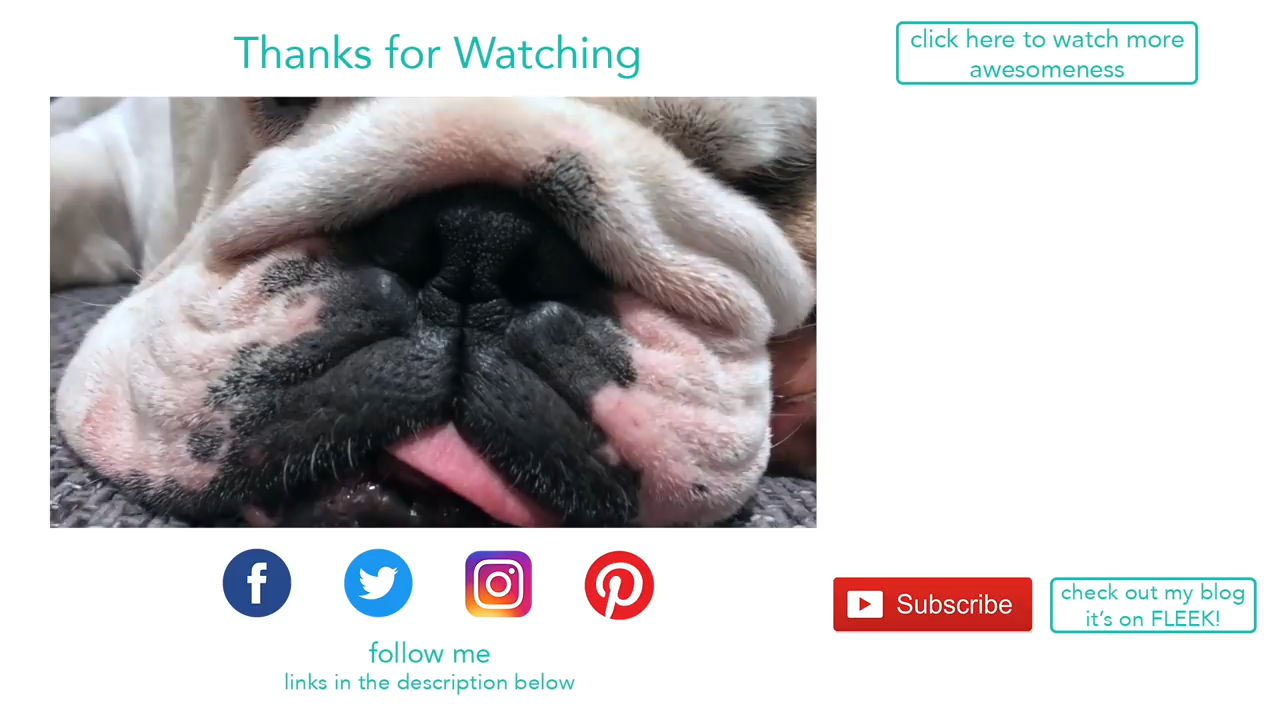 Thanks for Watching
click here to watch more
awesomeness
Subscribe
check out my blog
it's on FLEEK!
follow me
links in the description below